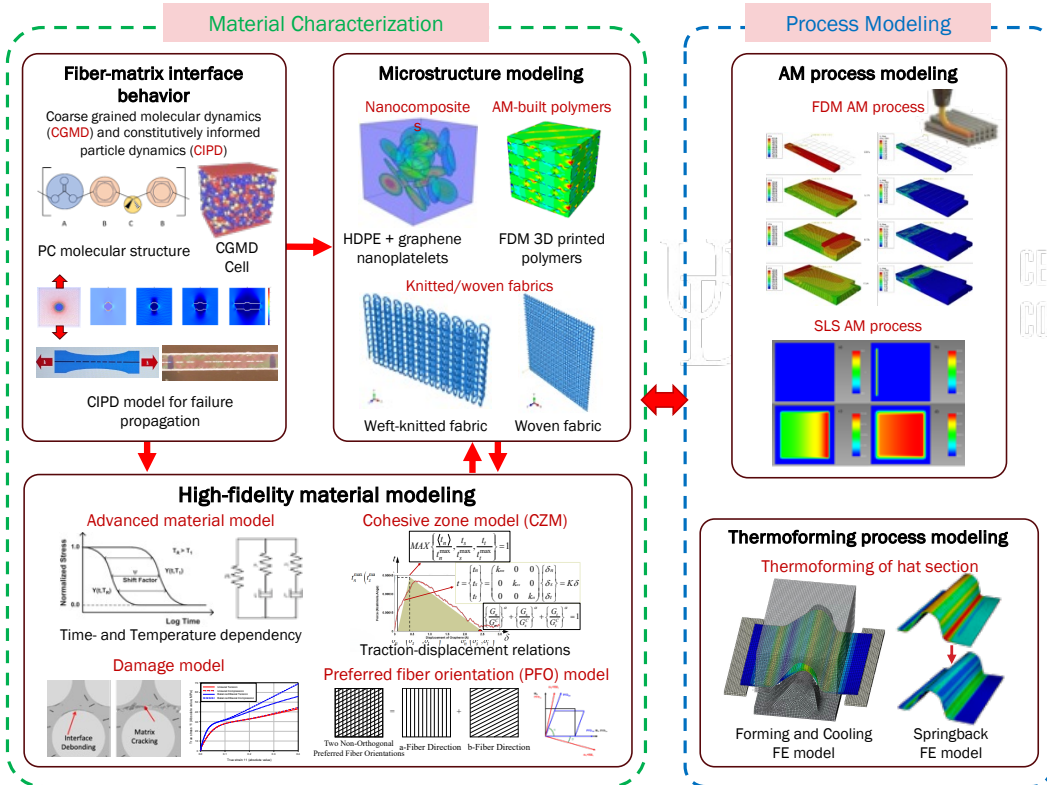 Material Characterization
Process Modeling
Fiber-matrix interface
behavior
Coarse grained molecular dynamics
(CGMD) and constitutively informed
particle dynamics (CIPD)
A
B
C
B
PC molecular structure
CGMD
Cell
CIPD model for failure
propagation
Microstructure modeling
Nanocomposite
s
AM-built polymers
HDPE + graphene
nanoplatelets
FDM 3D printed
polymers
Knitted/woven fabrics
Weft-knitted fabric
Woven fabric
High-fidelity material modeling
Advanced material model
Normalized Stress
1.0
0.0
Shift Factor
Log Time
Time- and Temperature dependency
Cohesive zone model (CZM)
Traction-displacement relations
Damage model
Interface
Debonding
Matrix
Cracking
Preferred fiber orientation (PFO) model
=
+
Two Non-Orthogonal
Preferred Fiber Orientations
a-Fiber Direction
b-Fiber Direction
AM process modeling
FDM AM process
SLS AM process
CE
CO
Thermoforming process modeling
Thermoforming of hat section
Forming and Cooling
FE model
Springback
FE model